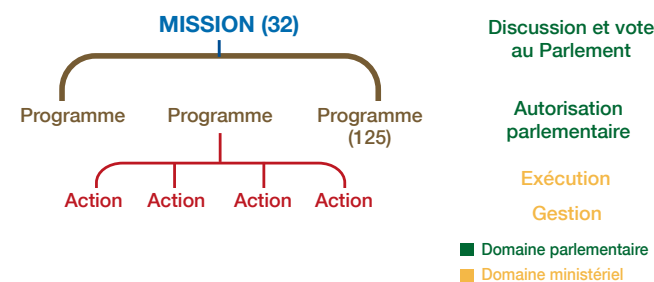 MISSION (32)
Discussion et vote
au Parlement
Programme Programme Programme
(125)
Autorisation
parlementaire
Action Action Action Action
Exécution
Gestion
Domaine parlementaire
Domaine ministériel